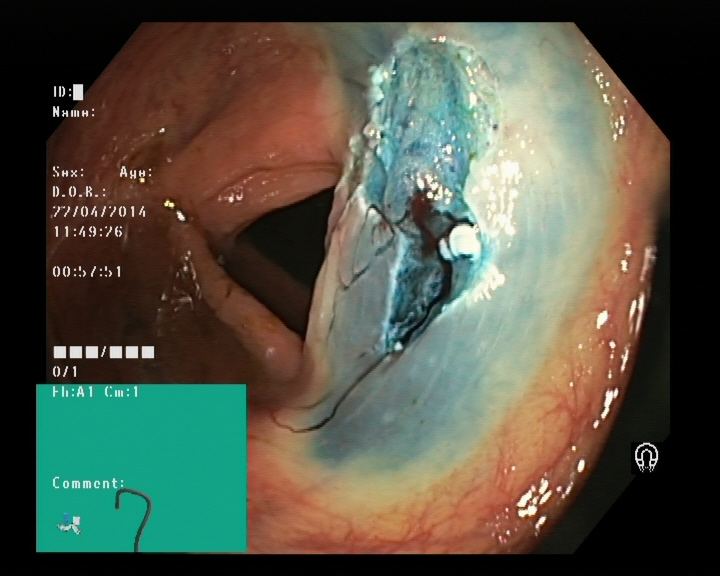 ID:
Name:
Sex: Age:
D.O.B.:
22/04/2014
11:49:26
00:57:51
■■■/■■■
0/1
Eh:A1 Cm:1
Comment: